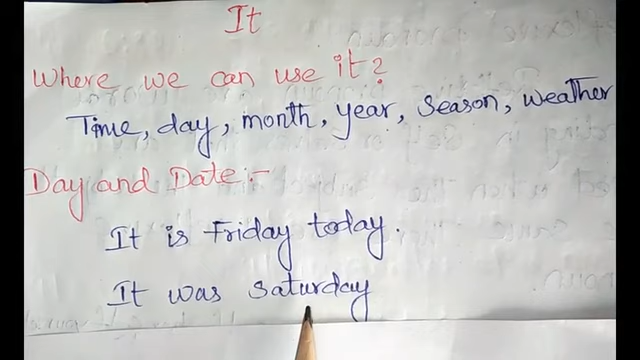 It
Where we can use it?
Time, day, month, year, season, weather
Day and Date:-
It is Friday today.
It was Saturday